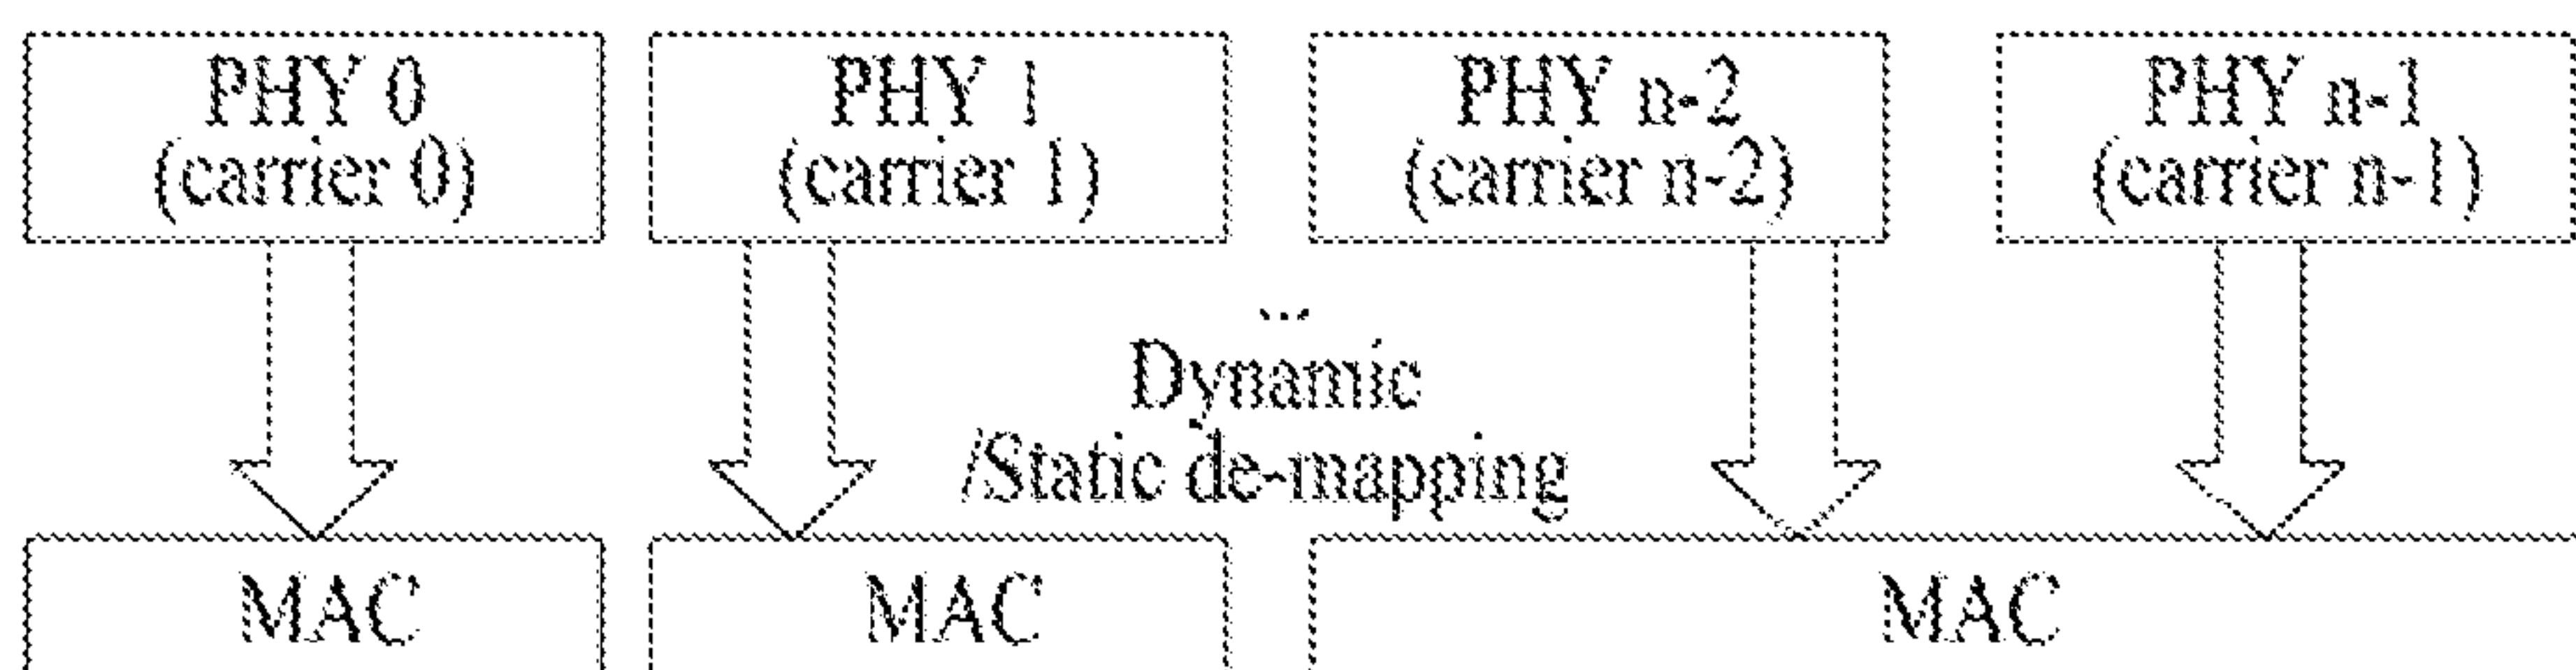 PHY 0
(carrier 0)
PHY 1
(carrier 1)
PHY n-2
(carrier n-2)
PHY n-1
(carrier n-1)
...
Dynamic
/Static de-mapping
MAC
MAC
MAC